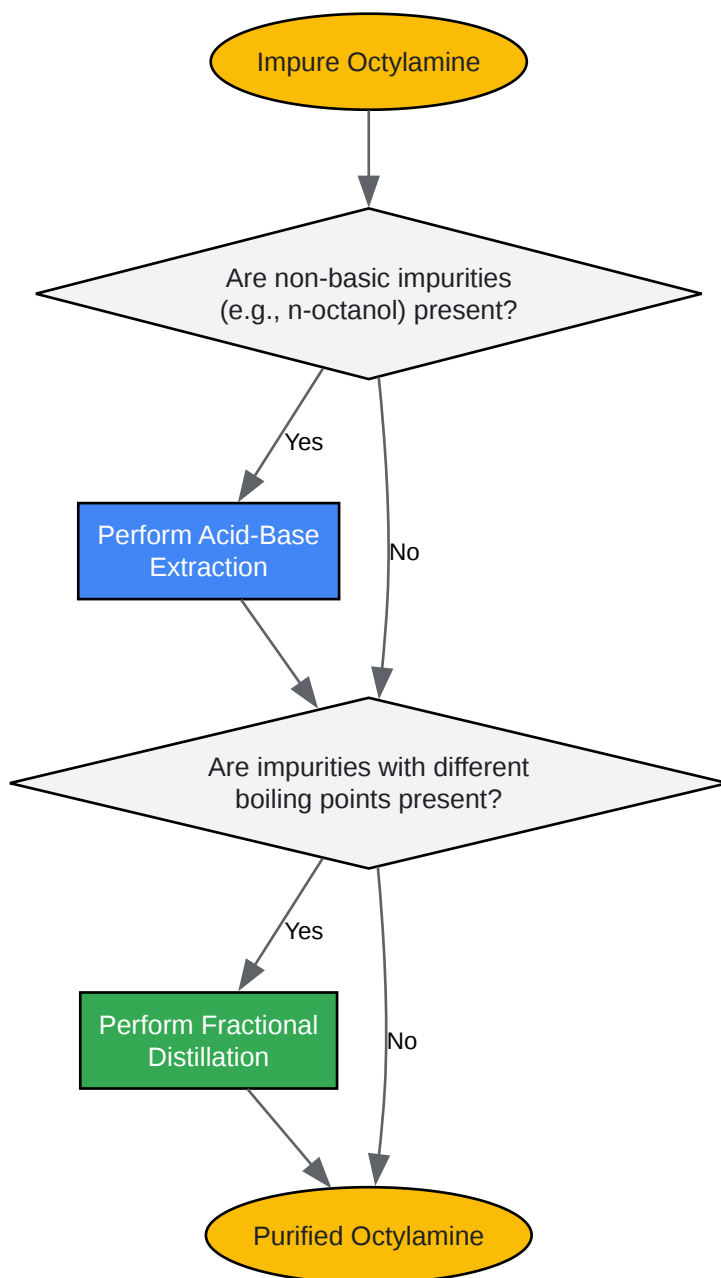 Impure Octylamine
Are non-basic impurities
(e.g., n-octanol) present?
Yes
Perform Acid-Base
Extraction
No
Are impurities with different
boiling points present?
Yes
Perform Fractional
Distillation
No
Purified Octylamine